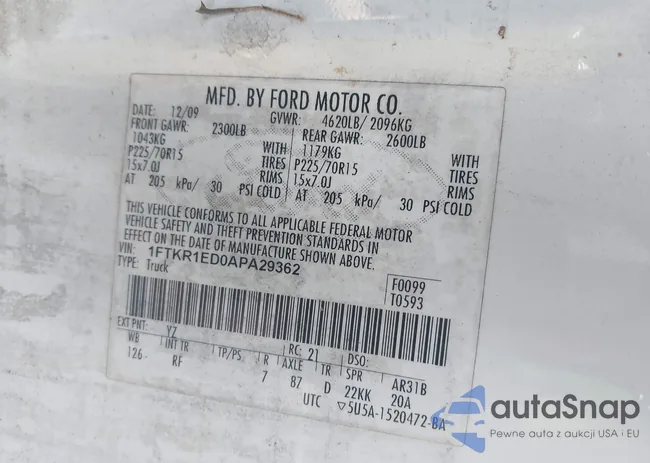 MFD. BY FORD MOTOR CO.
DATE: 12/09 GVWR: 4620LB/ 2096KG
FRONT GAWR: 2300LB REAR GAWR: 2600LB
1043KG WITH 1179KG WITH
P225/70R15 TIRES P225/70R15 TIRES
15x7.0J RIMS 15x7.0J RIMS
AT 205 kPa/ 30 PSI COLD AT 205 kPa/ 30 PSI COLD
THIS VEHICLE CONFORMS TO ALL APPLICABLE FEDERAL MOTOR
VEHICLE SAFETY AND THEFT PREVENTION STANDARDS IN
EFFECT ON THE DATE OF MANUFACTURE SHOWN ABOVE.
VIN: 1FTKR1ED0APA29362 F0099
TYPE: Truck T0593
EXT PNT: YZ RC: 21 DSO:
WB INT TR TP/PS R AXLE TR SPR AR31B
126 RF 7 87 D 22KK 20A
UTC ▽5U5A-1520472-BA
autoSnap
Pewne auta z aukcji USA i EU